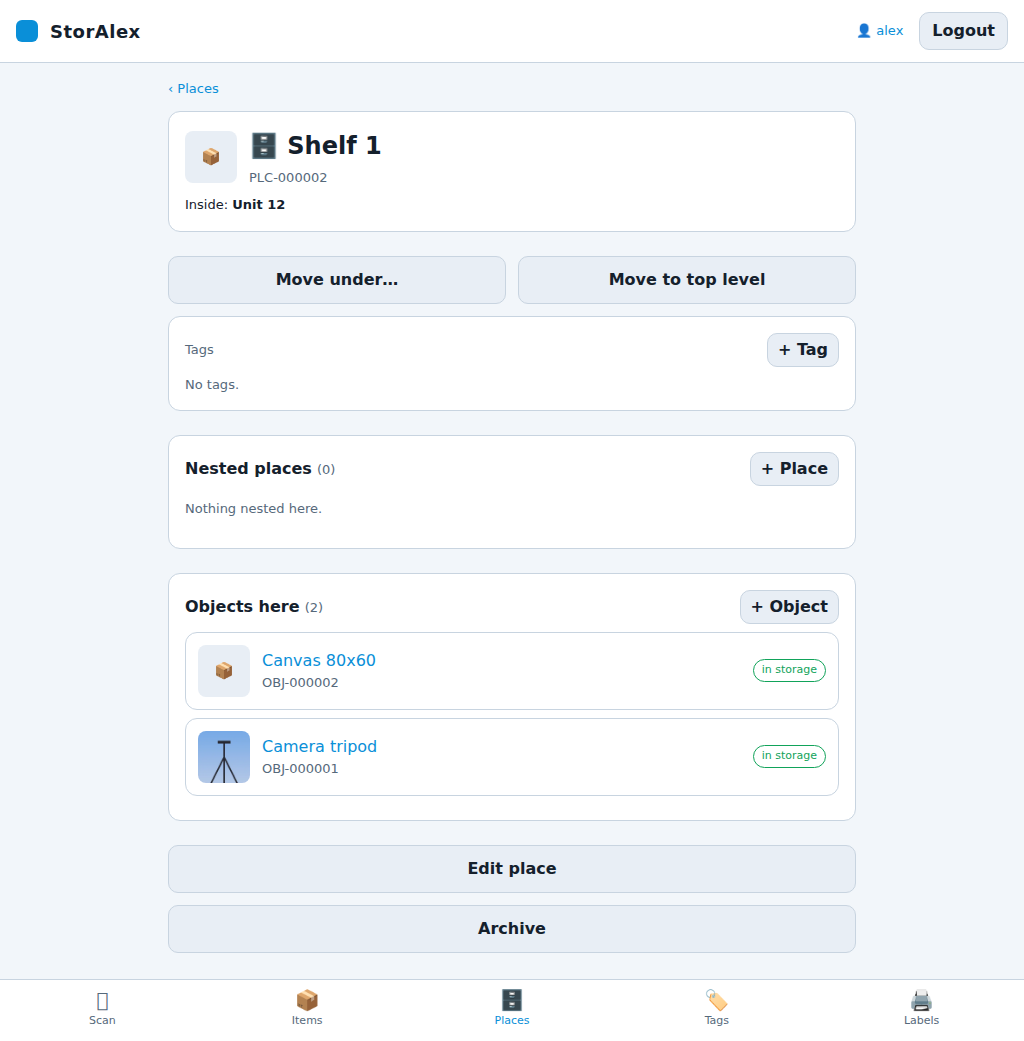 StorAlex
👤 alex
Logout
‹ Places
🗄️ Shelf 1
PLC-000002
Inside: Unit 12
Move under…
Move to top level
Tags
+ Tag
No tags.
Nested places (0)
+ Place
Nothing nested here.
Objects here (2)
+ Object
Canvas 80x60
OBJ-000002
in storage
Camera tripod
OBJ-000001
in storage
Edit place
Archive
Scan
Items
Places
Tags
Labels